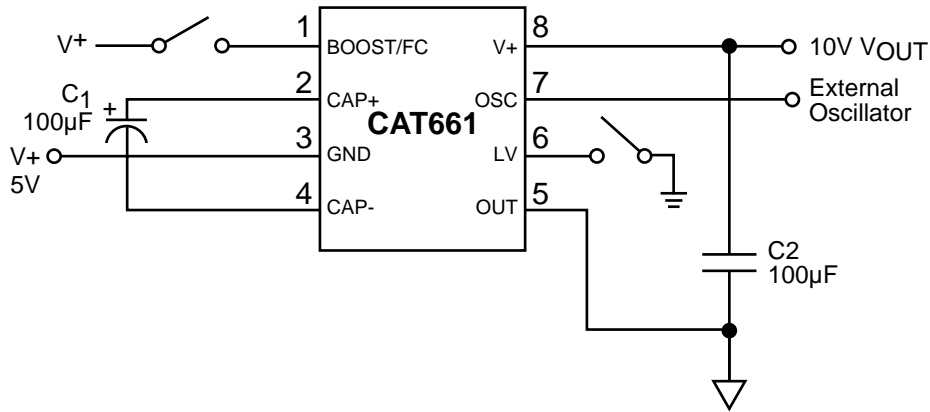 V+
1
BOOST/FC
C1
100µF
+
2
CAP+
V+
5V
3
GND
4
CAP-
CAT661
8
V+
10V VOUT
7
OSC
External
Oscillator
6
LV
5
OUT
C2
100µF